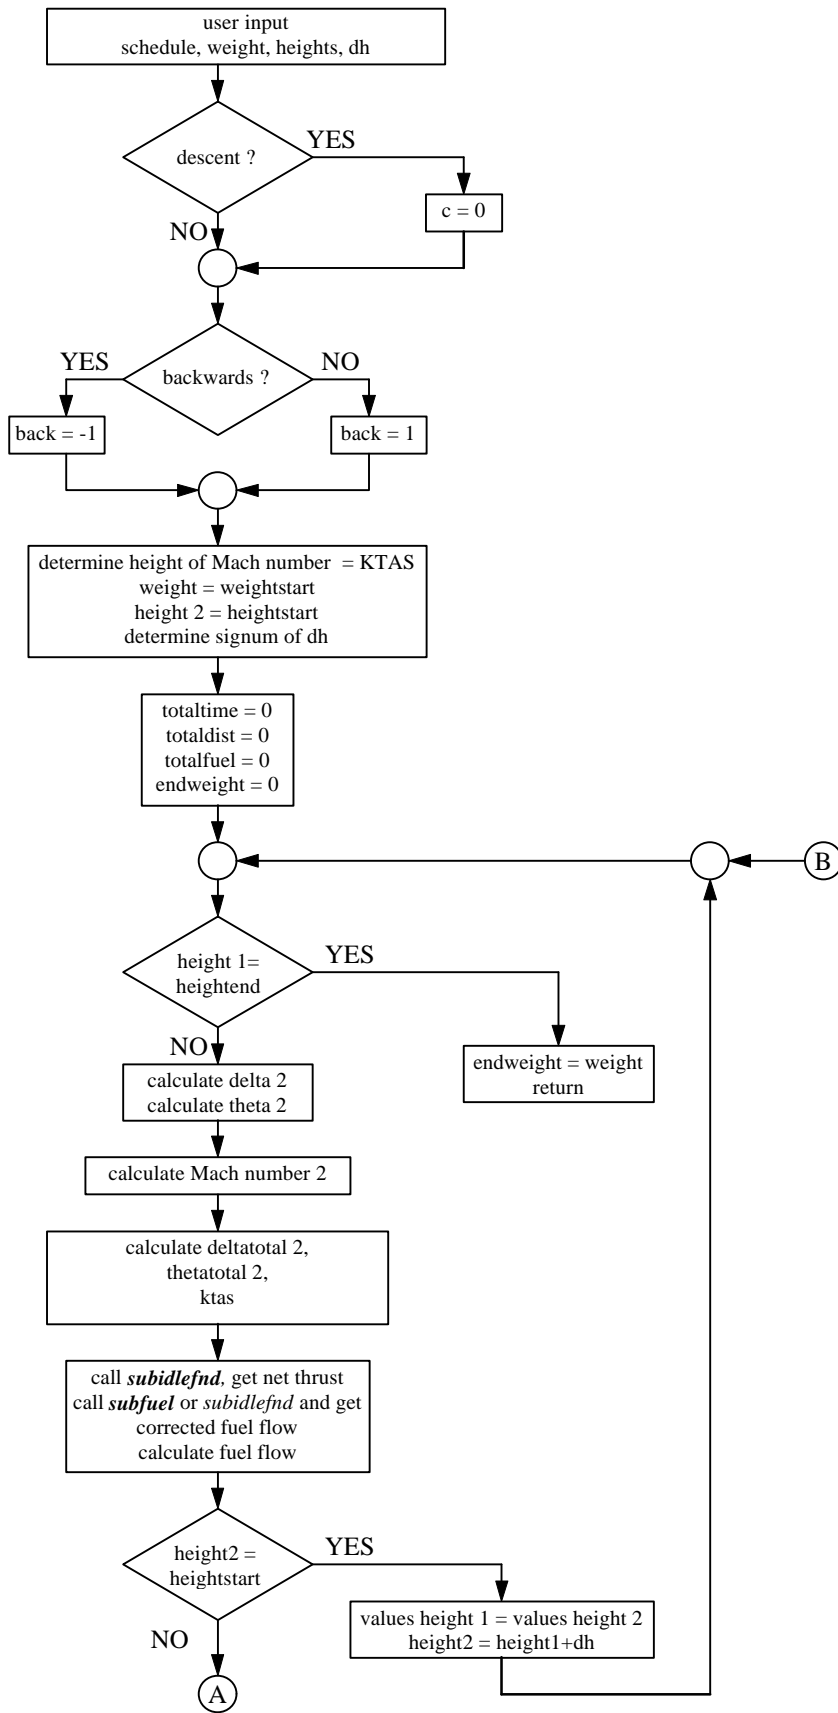 user input
schedule, weight, heights, dh
descent ?
YES
c = 0
NO
YES
backwards ?
NO
back = -1
back = 1
determine height of Mach number = KTAS
weight = weightstart
height 2 = heightstart
determine signum of dh
totaltime = 0
totaldist = 0
totalfuel = 0
endweight = 0
B
height 1=
heightend
YES
NO
endweight = weight
return
calculate delta 2
calculate theta 2
calculate Mach number 2
calculate deltatotal 2,
thetatotal 2,
ktas
call subidlefnd, get net thrust
call subfuel or subidlefnd and get
corrected fuel flow
calculate fuel flow
height2 =
heightstart
YES
values height 1 = values height 2
height2 = height1+dh
NO
A